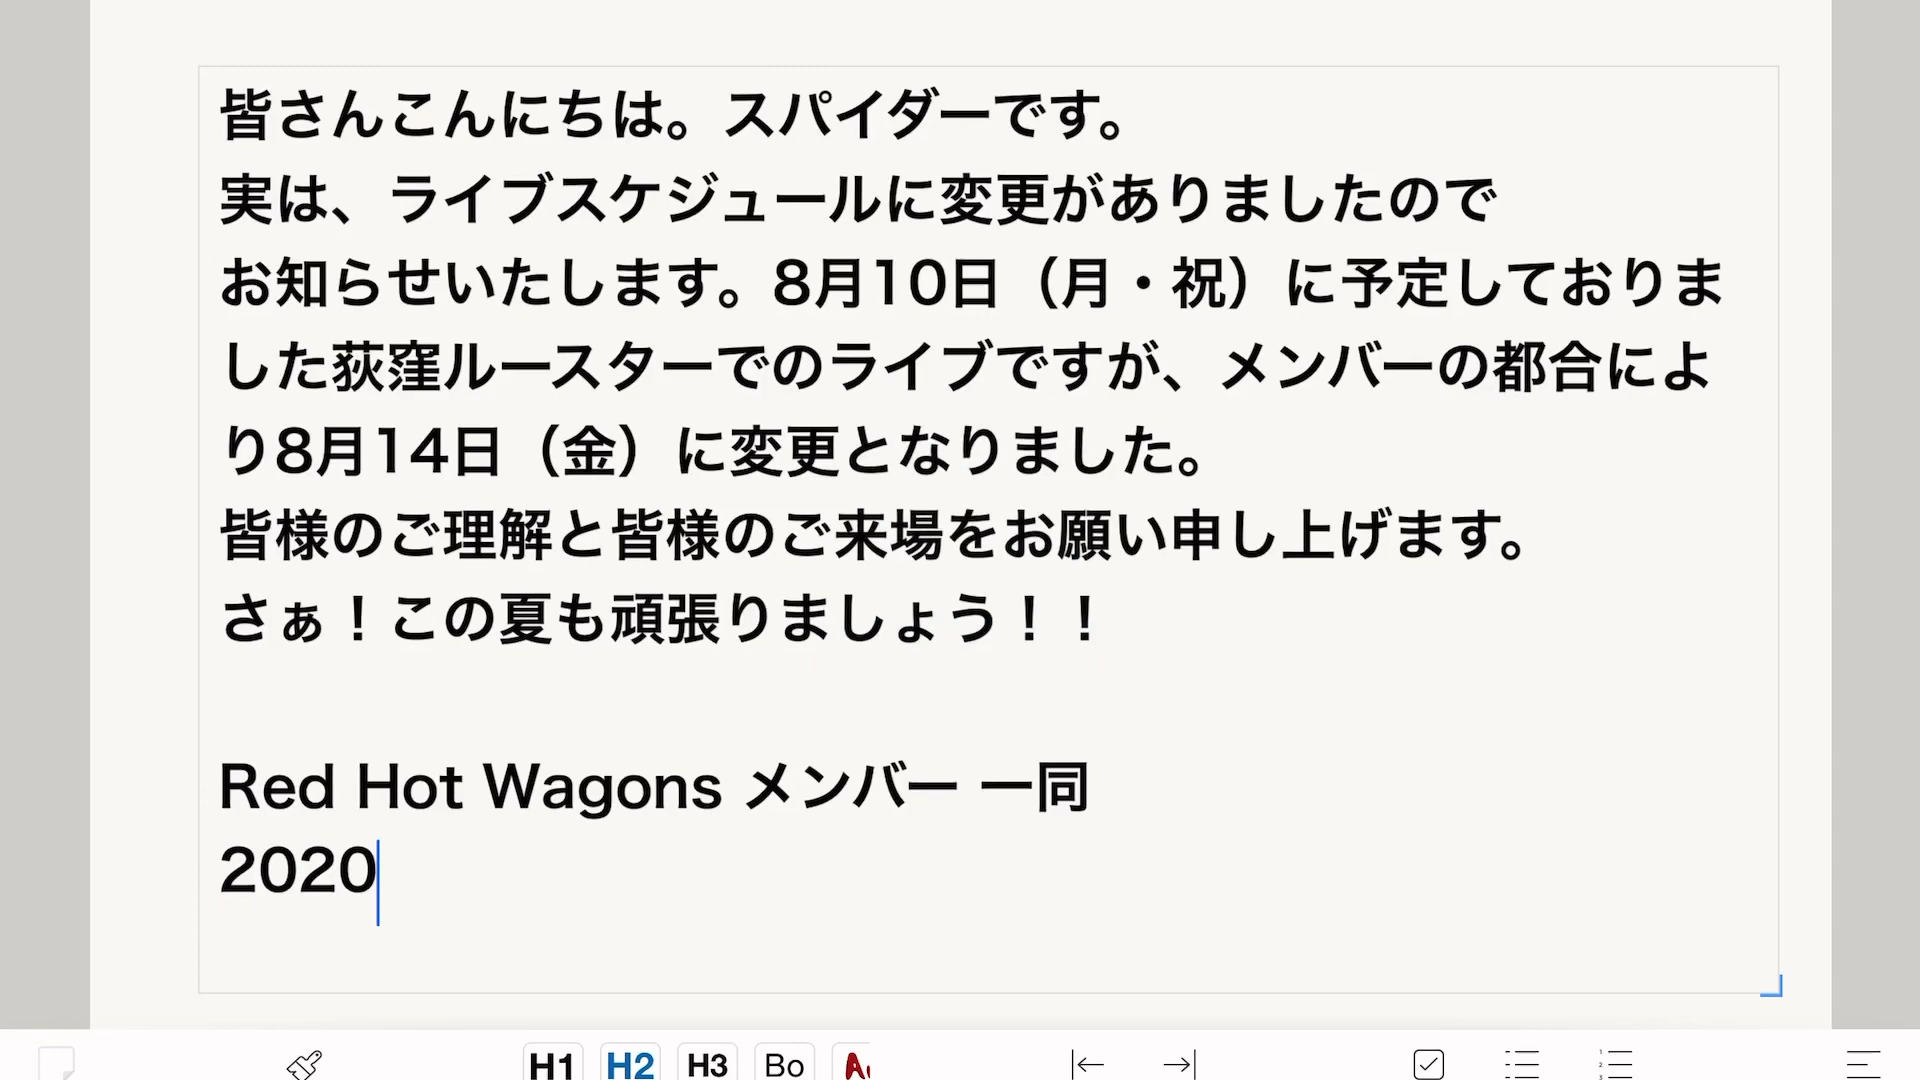 皆さんこんにちは。スパイダーです。
実は、ライブスケジュールに変更がありましたので
お知らせいたします。8月10日（月・祝）に予定しておりま
した荻窪ルースターでのライブですが、メンバーの都合によ
り8月14日（金）に変更となりました。
皆様のご理解と皆様のご来場をお願い申し上げます。
さぁ！この夏も頑張りましょう！！
Red Hot Wagons メンバー 一同
2020
H1 H2 H3 Bo